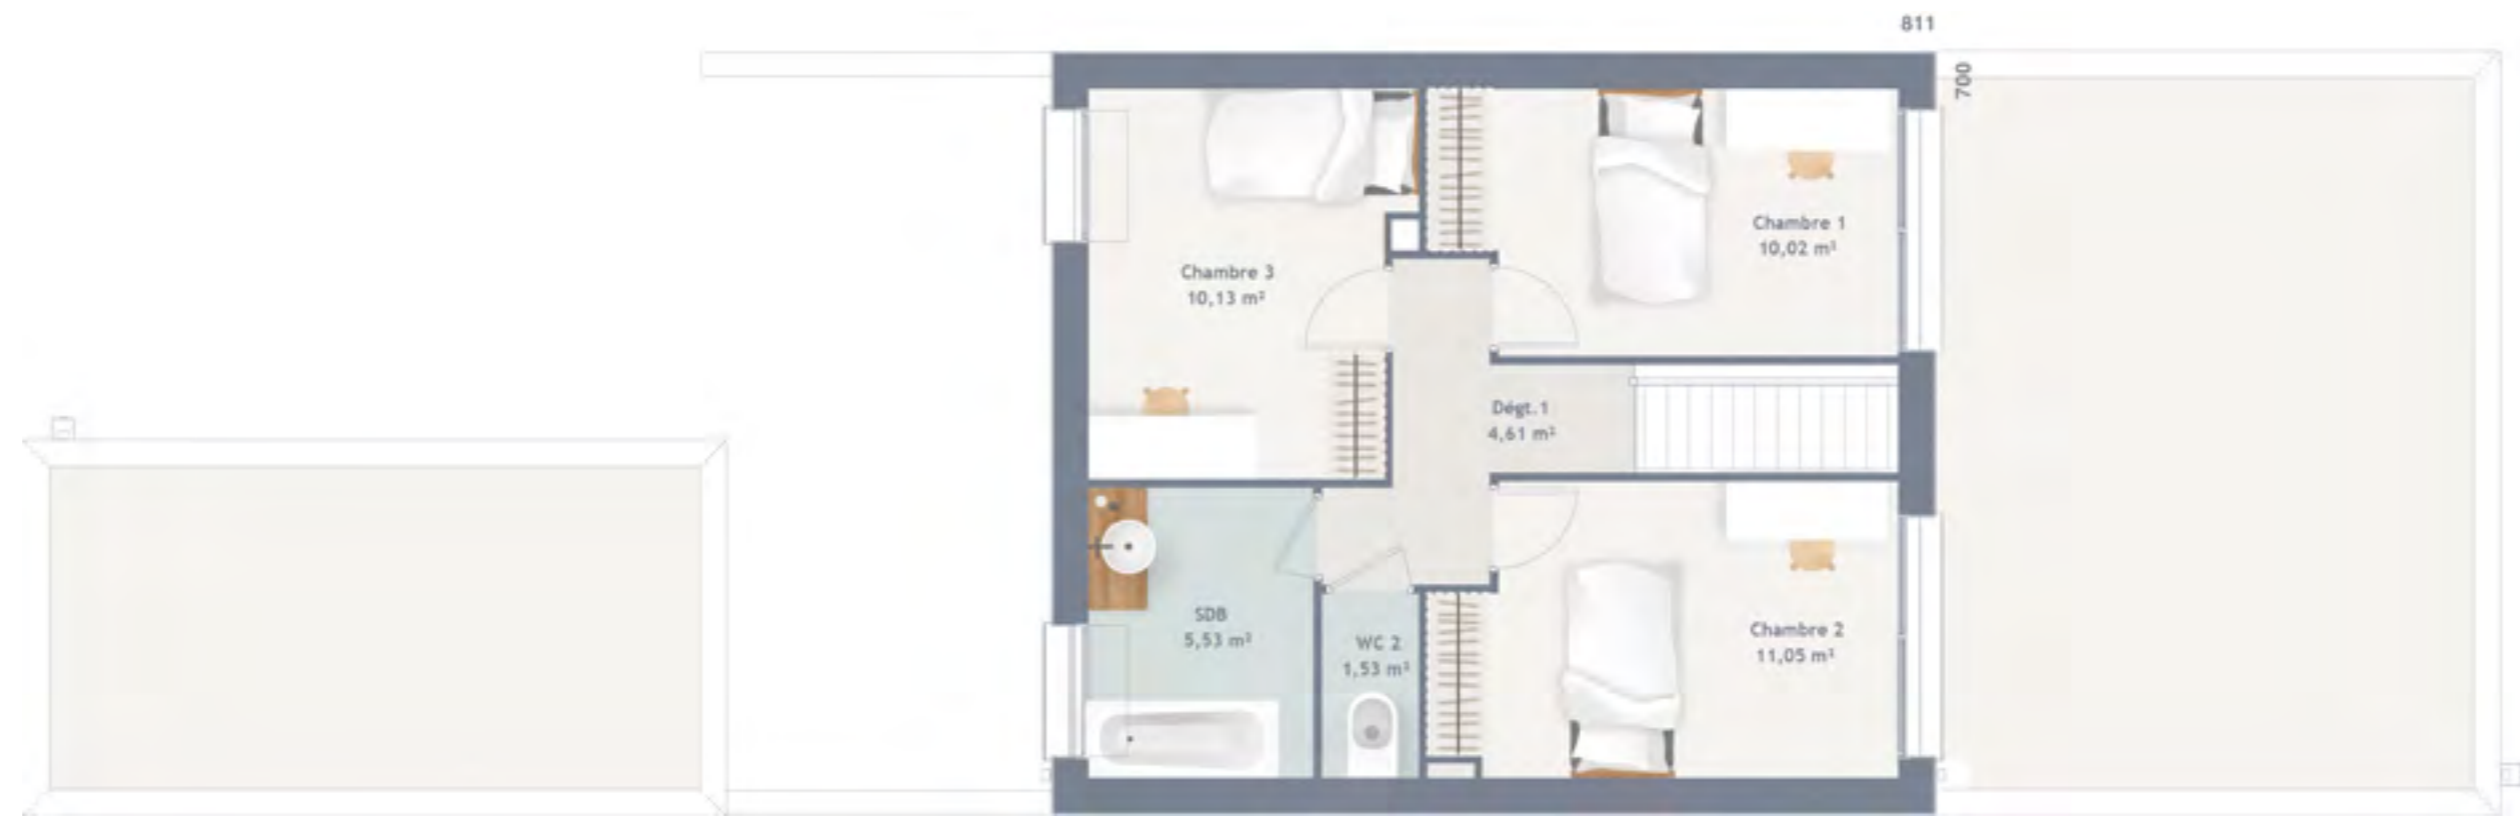 811
700
Chambre 1
10,02 m²
Chambre 3
10,13 m²
Dégt.1
4,61 m²
SDB
5,53 m²
WC 2
1,53 m²
Chambre 2
11,05 m²